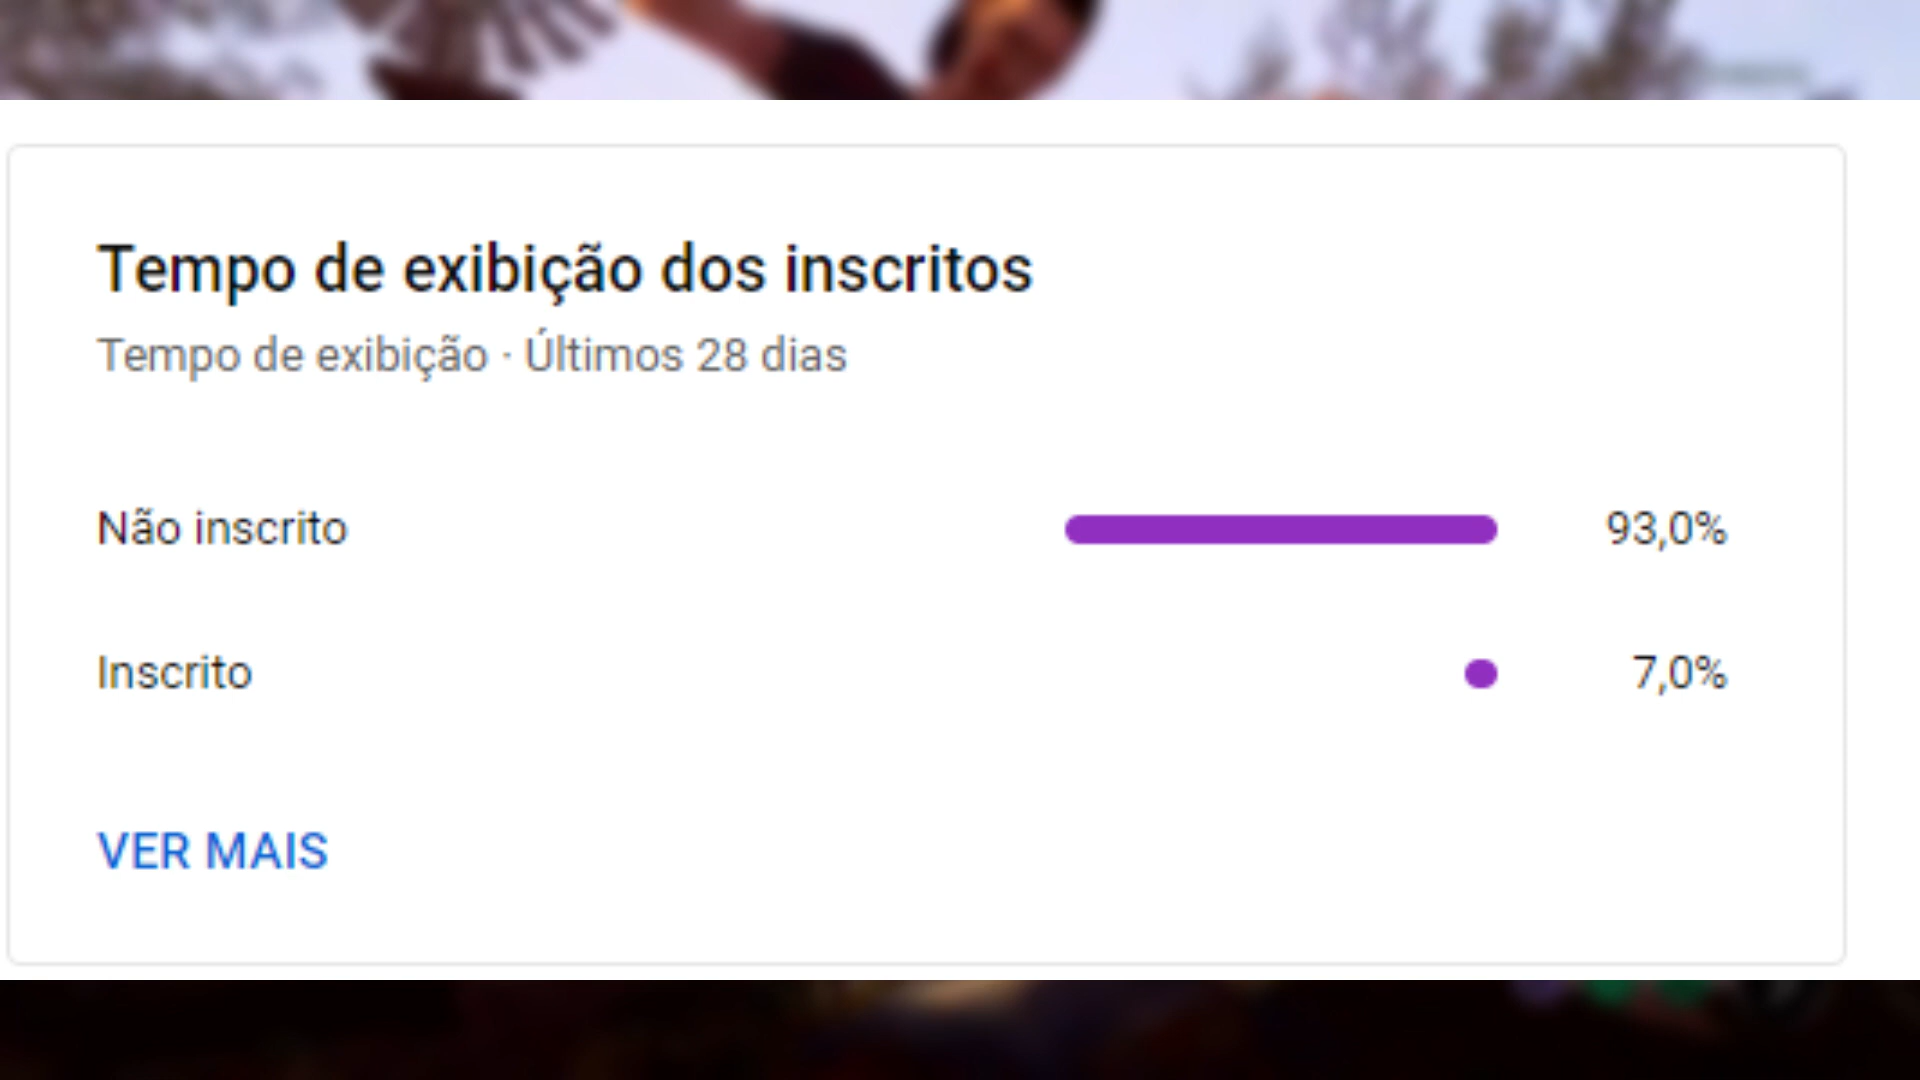 Tempo de exibição dos inscritos
Tempo de exibição · Últimos 28 dias
Não inscrito 93,0%
Inscrito 7,0%
VER MAIS